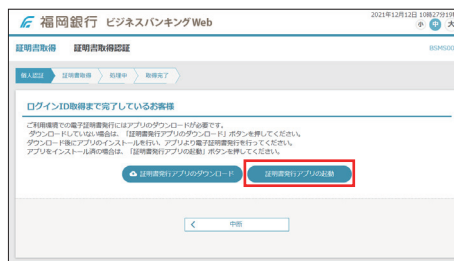 福岡銀行 ビジネスバンキングWeb
2021年12月12日 10時27分19秒
小 中 大
証明書取得 証明書取得認証
BSMS00
個人認証 証明書取得 処理中 取得完了
ログインID取得まで完了しているお客様
ご利用環境での電子証明書発行にはアプリのダウンロードが必要です。
ダウンロードしていない場合は、「証明書発行アプリのダウンロード」ボタンを押してください。
ダウンロード後にアプリのインストールを行い、アプリより電子証明書発行を行ってください。
アプリをインストール済の場合は、「証明書発行アプリの起動」ボタンを押してください。
証明書発行アプリのダウンロード 証明書発行アプリの起動
中断